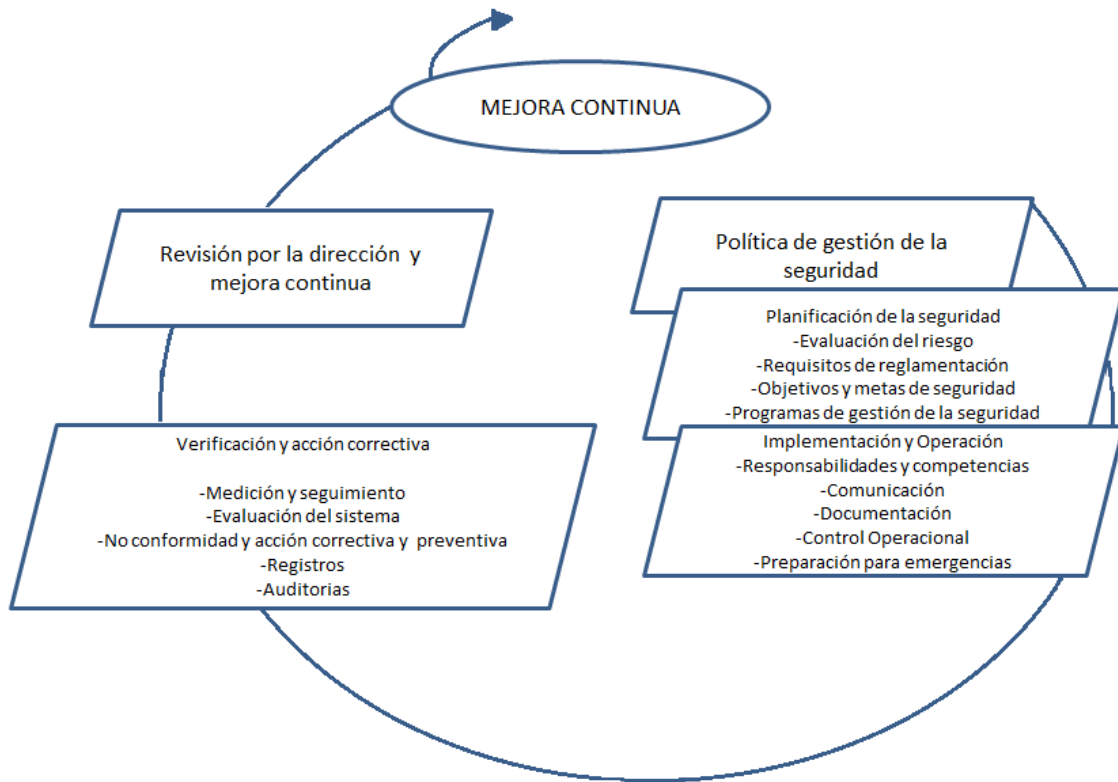 MEJORA CONTINUA
Política de gestión de la
seguridad
Planificación de la seguridad
-Evaluación del riesgo
-Requisitos de reglamentación
-Objetivos y metas de seguridad
-Programas de gestión de la seguridad
Implementación y Operación
-Responsabilidades y competencias
-Comunicación
-Documentación
-Control Operacional
-Preparación para emergencias
Verificación y acción correctiva
-Medición y seguimiento
-Evaluación del sistema
-No conformidad y acción correctiva y preventiva
-Registros
-Auditorias
Revisión por la dirección y
mejora continua